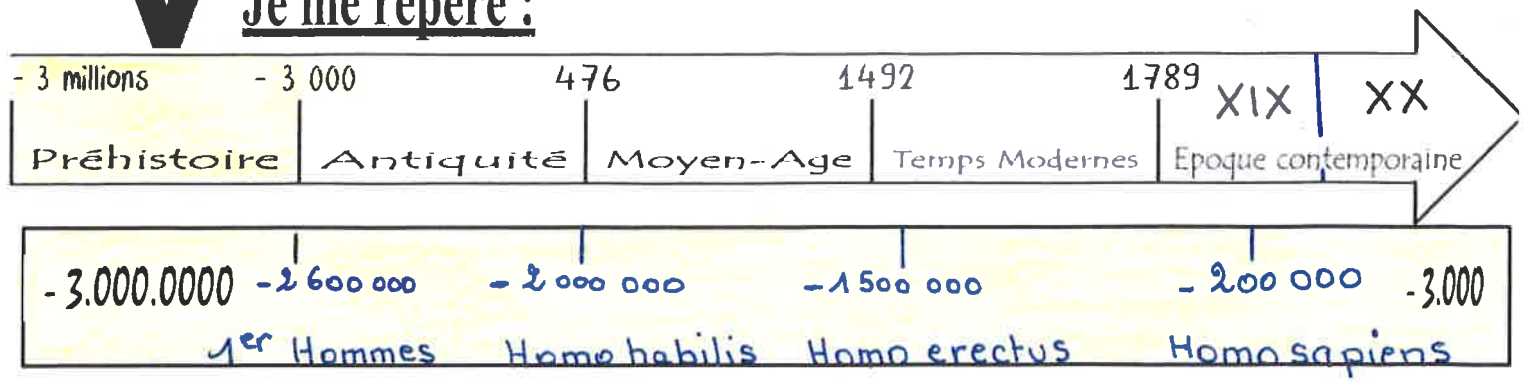 Je me repère :
- 3 millions - 3 000 476 1492 1789 XIX XX
Préhistoire Antiquité Moyen-Age Temps Modernes Epoque contemporaine
- 3.000.0000 - 2 600 000 - 2 000 000 - 1 500 000 - 200 000 - 3.000
1er Hommes Homo habilis Homo erectus Homo sapiens